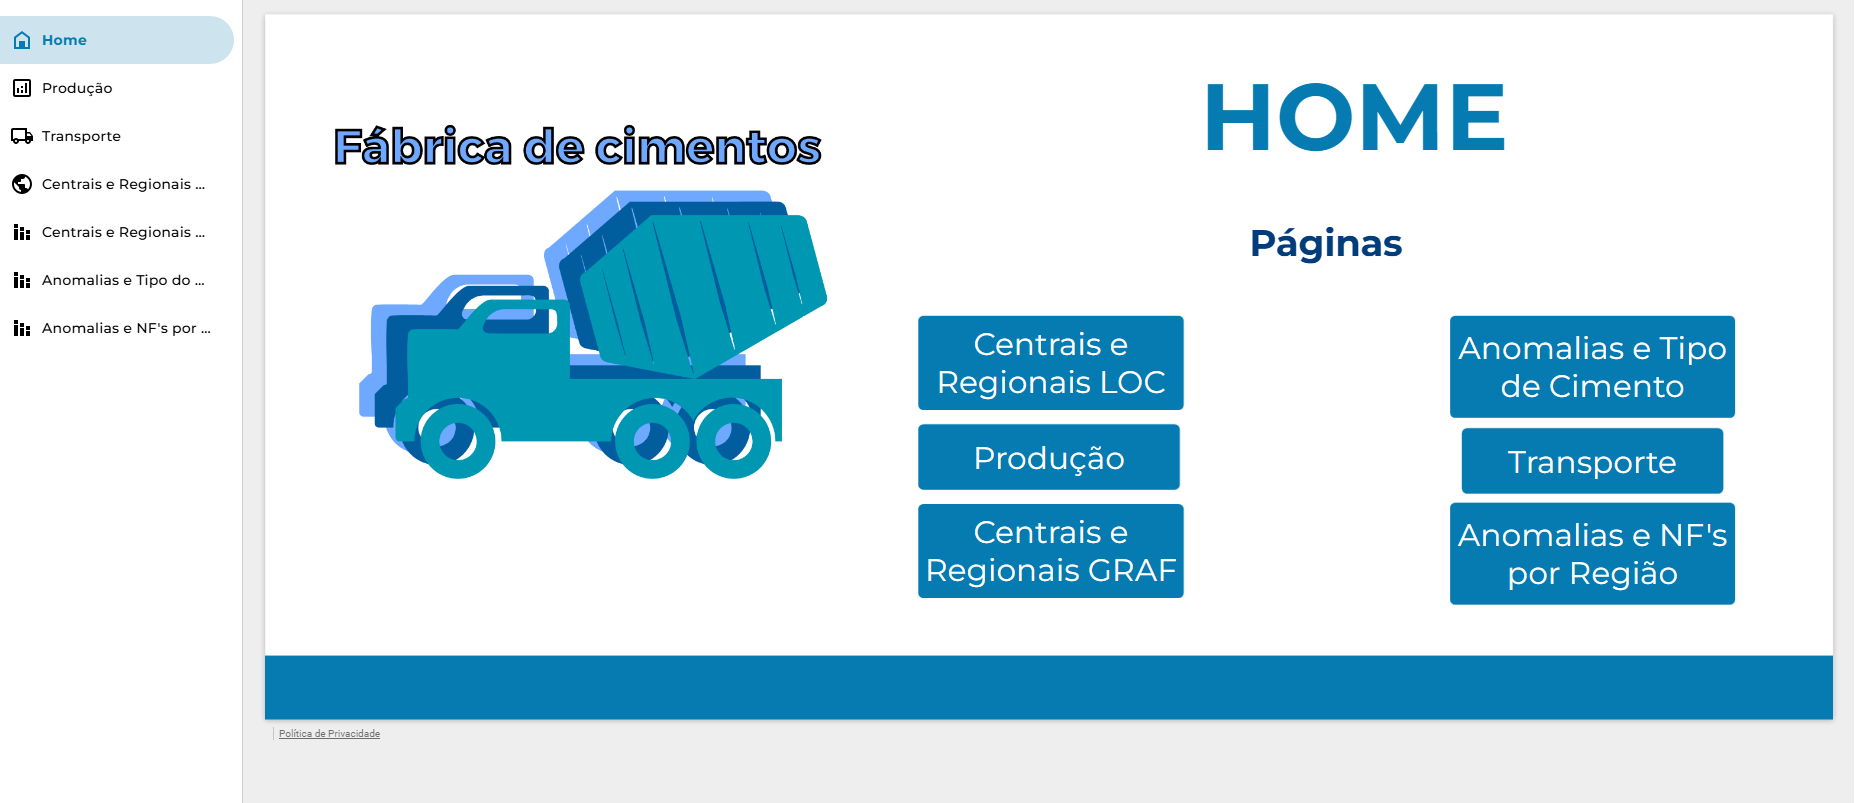 Home
Produção
Transporte
Centrais e Regionais ...
Centrais e Regionais ...
Anomalias e Tipo do ...
Anomalias e NF's por ...
Fábrica de cimentos
HOME
Páginas
Centrais e
Regionais LOC
Produção
Centrais e
Regionais GRAF
Anomalias e Tipo
de Cimento
Transporte
Anomalias e NF's
por Região
Política de Privacidade